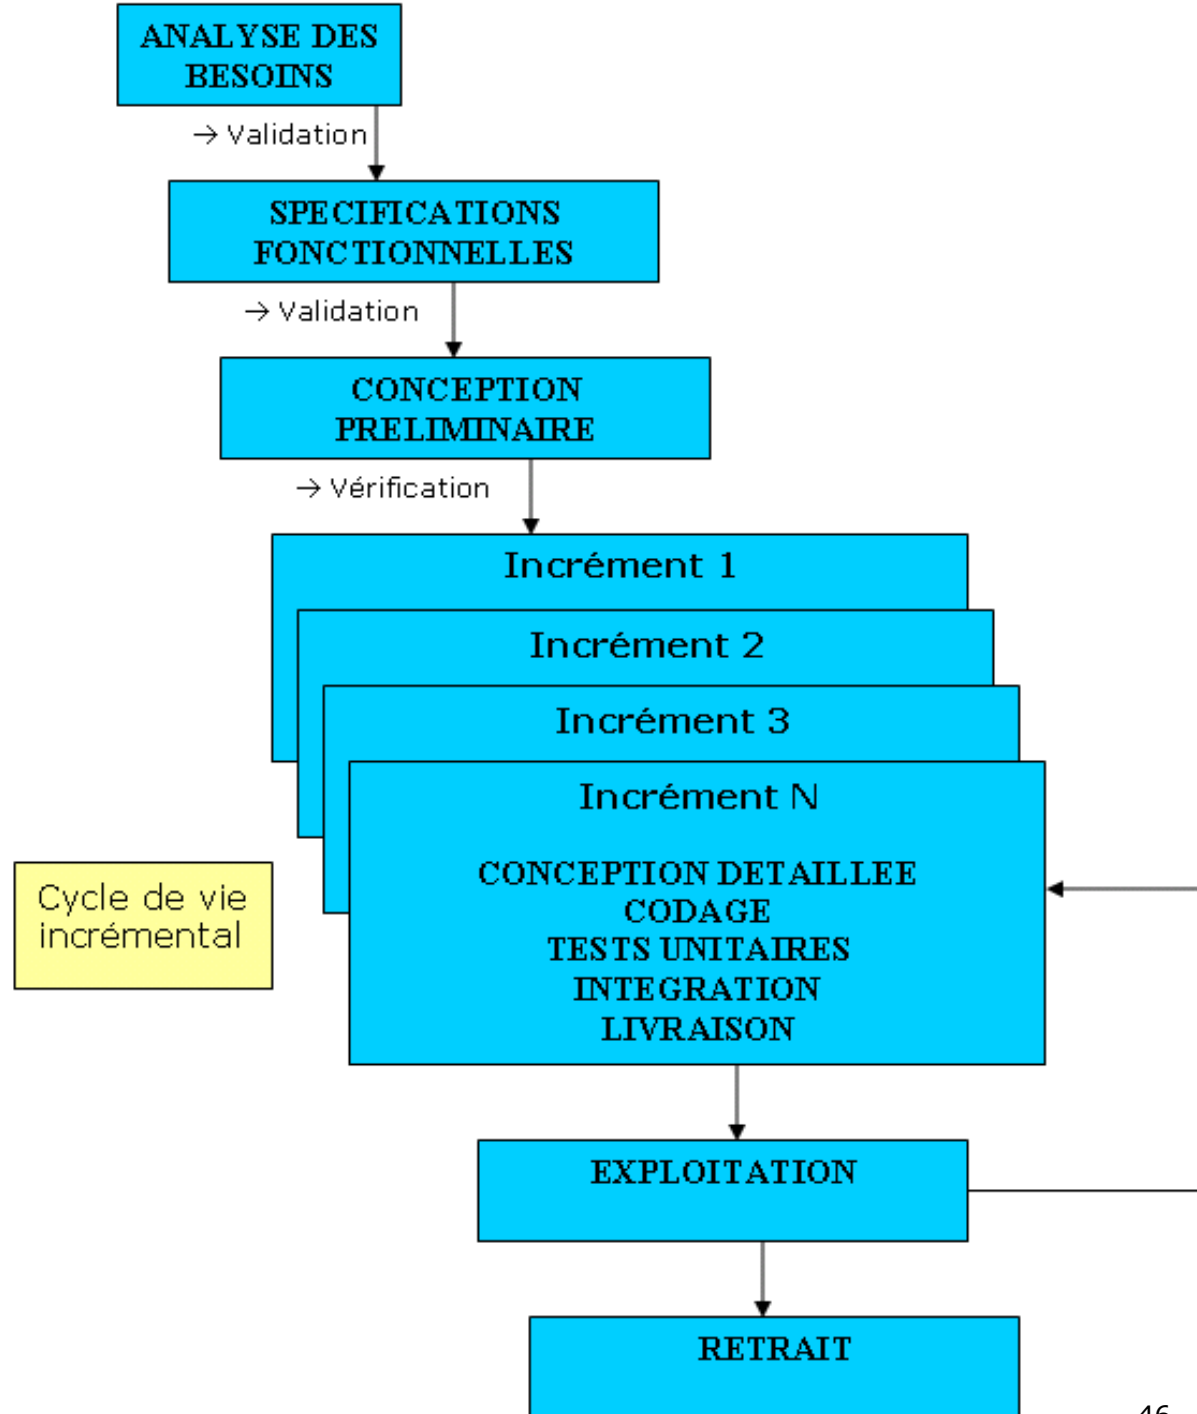 ANALYSE DES
BESOINS
→ Validation
SPECIFICATIONS
FONCTIONNELLES
→ Validation
CONCEPTION
PRELIMINAIRE
→ Vérification
Incrément 1
Incrément 2
Incrément 3
Incrément N
CONCEPTION DETAILLEE
CODAGE
TESTS UNITAIRES
INTEGRATION
LIVRAISON
Cycle de vie
incrémental
EXPLOITATION
RETRAIT
46